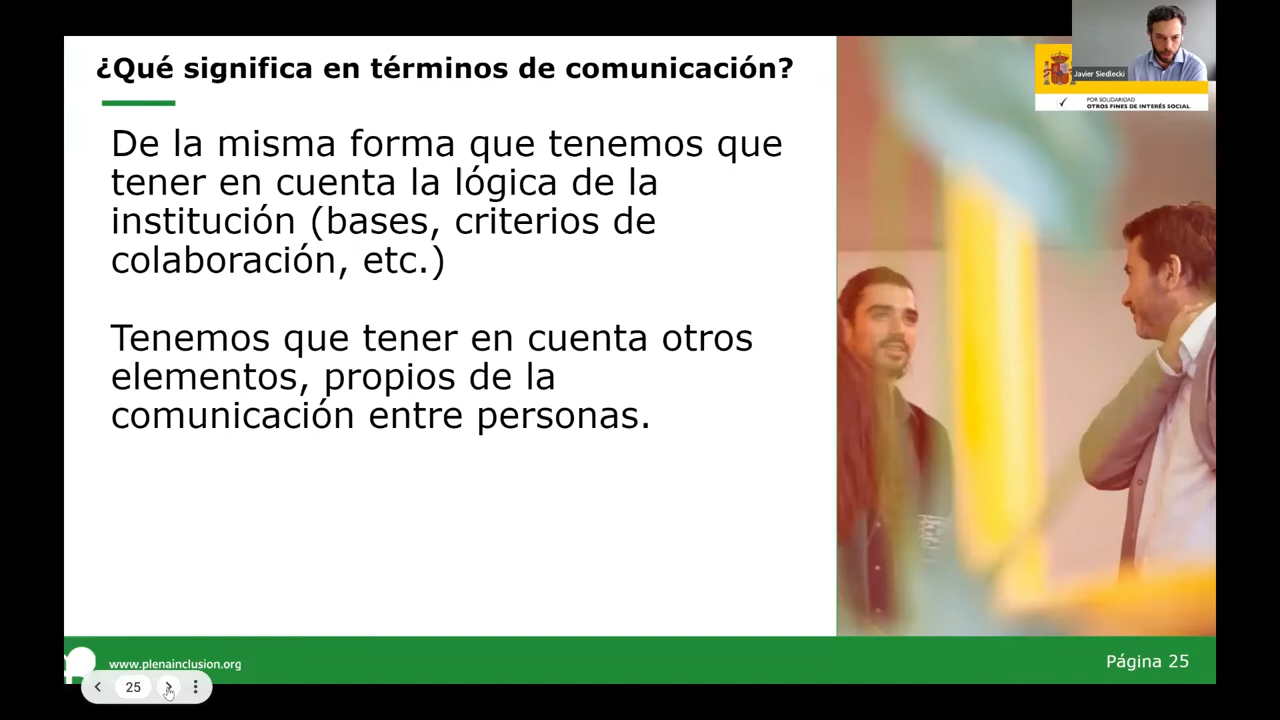 ¿Qué significa en términos de comunicación?
De la misma forma que tenemos que
tener en cuenta la lógica de la
institución (bases, criterios de
colaboración, etc.)
Tenemos que tener en cuenta otros
elementos, propios de la
comunicación entre personas.
Javier Siedlecki
POR SOLIDARIDAD
OTROS FINES DE INTERÉS SOCIAL
www.plenainclusion.org
Página 25
25